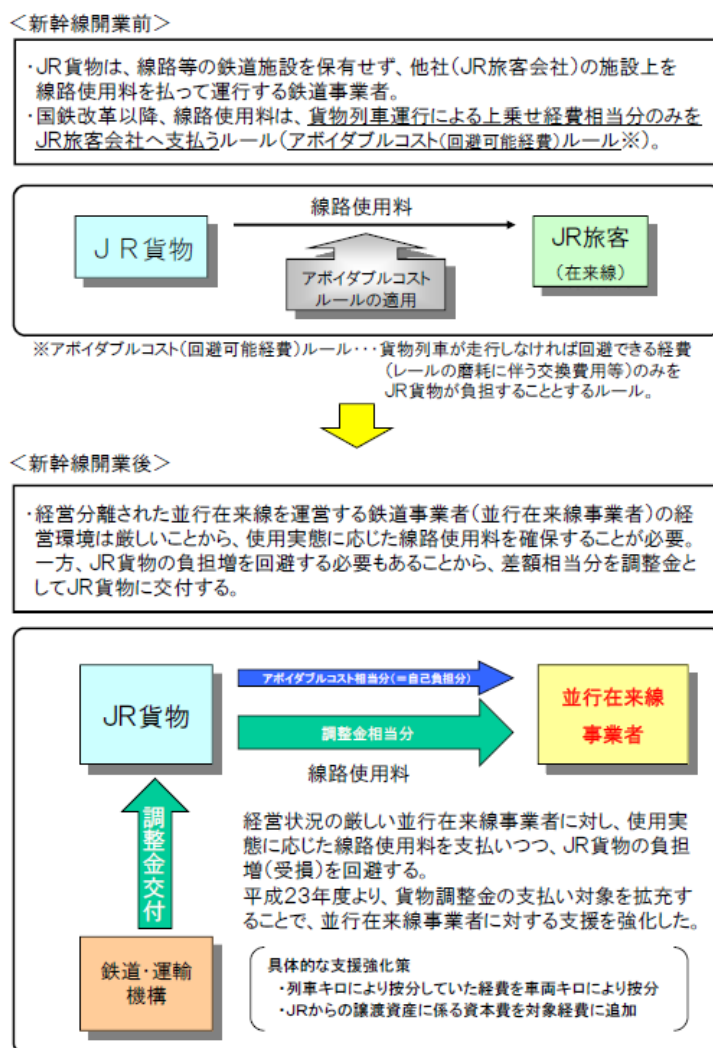 ＜新幹線開業前＞
・JR貨物は、線路等の鉄道施設を保有せず、他社(JR旅客会社)の施設上を
線路使用料を払って運行する鉄道事業者。
・国鉄改革以降、線路使用料は、貨物列車運行による上乗せ経費相当分のみを
JR旅客会社へ支払うルール(アボイダブルコスト(回避可能経費)ルール※)。
線路使用料
ＪＲ貨物
JR旅客
(在来線)
アボイダブルコスト
ルールの適用
※アボイダブルコスト(回避可能経費)ルール・・・貨物列車が走行しなければ回避できる経費
(レールの磨耗に伴う交換費用等)のみを
JR貨物が負担することとするルール。
＜新幹線開業後＞
・経営分離された並行在来線を運営する鉄道事業者(並行在来線事業者)の経
営環境は厳しいことから、使用実態に応じた線路使用料を確保することが必要。
一方、JR貨物の負担増を回避する必要もあることから、差額相当分を調整金と
してJR貨物に交付する。
JR貨物
アボイダブルコスト相当分(＝自己負担分)
調整金相当分
線路使用料
並行在来線
事業者
調整金交付
経営状況の厳しい並行在来線事業者に対し、使用実
態に応じた線路使用料を支払いつつ、JR貨物の負担
増(受損)を回避する。
平成23年度より、貨物調整金の支払い対象を拡充す
ることで、並行在来線事業者に対する支援を強化した。
鉄道・運輸
機構
具体的な支援強化策
・列車キロにより按分していた経費を車両キロにより按分
・JRからの譲渡資産に係る資本費を対象経費に追加